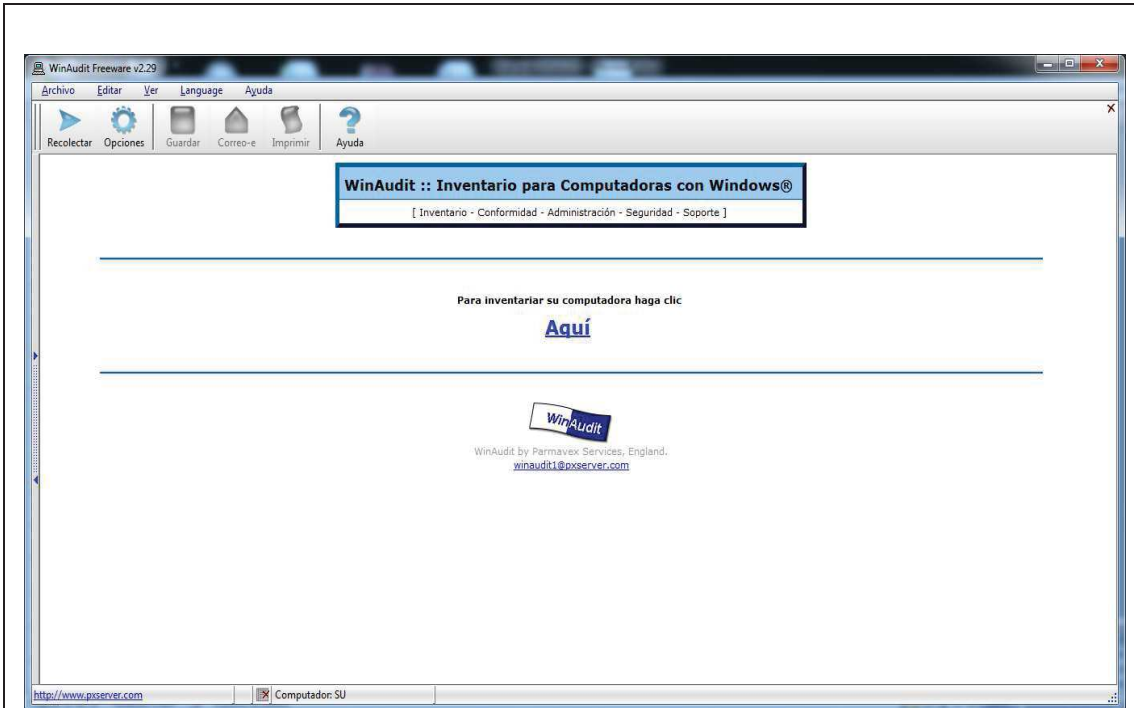 WinAudit Freeware v2.29
Archivo Editar Ver Language Ayuda
Recolectar Opciones Guardar Correo-e Imprimir Ayuda
WinAudit :: Inventario para Computadoras con Windows®
[ Inventario - Conformidad - Administración - Seguridad - Soporte ]
Para inventariar su computadora haga clic
Aquí
WinAudit
WinAudit by Parmavex Services, England.
winaudit1@pxserver.com
http://www.pxserver.com Computador: SU